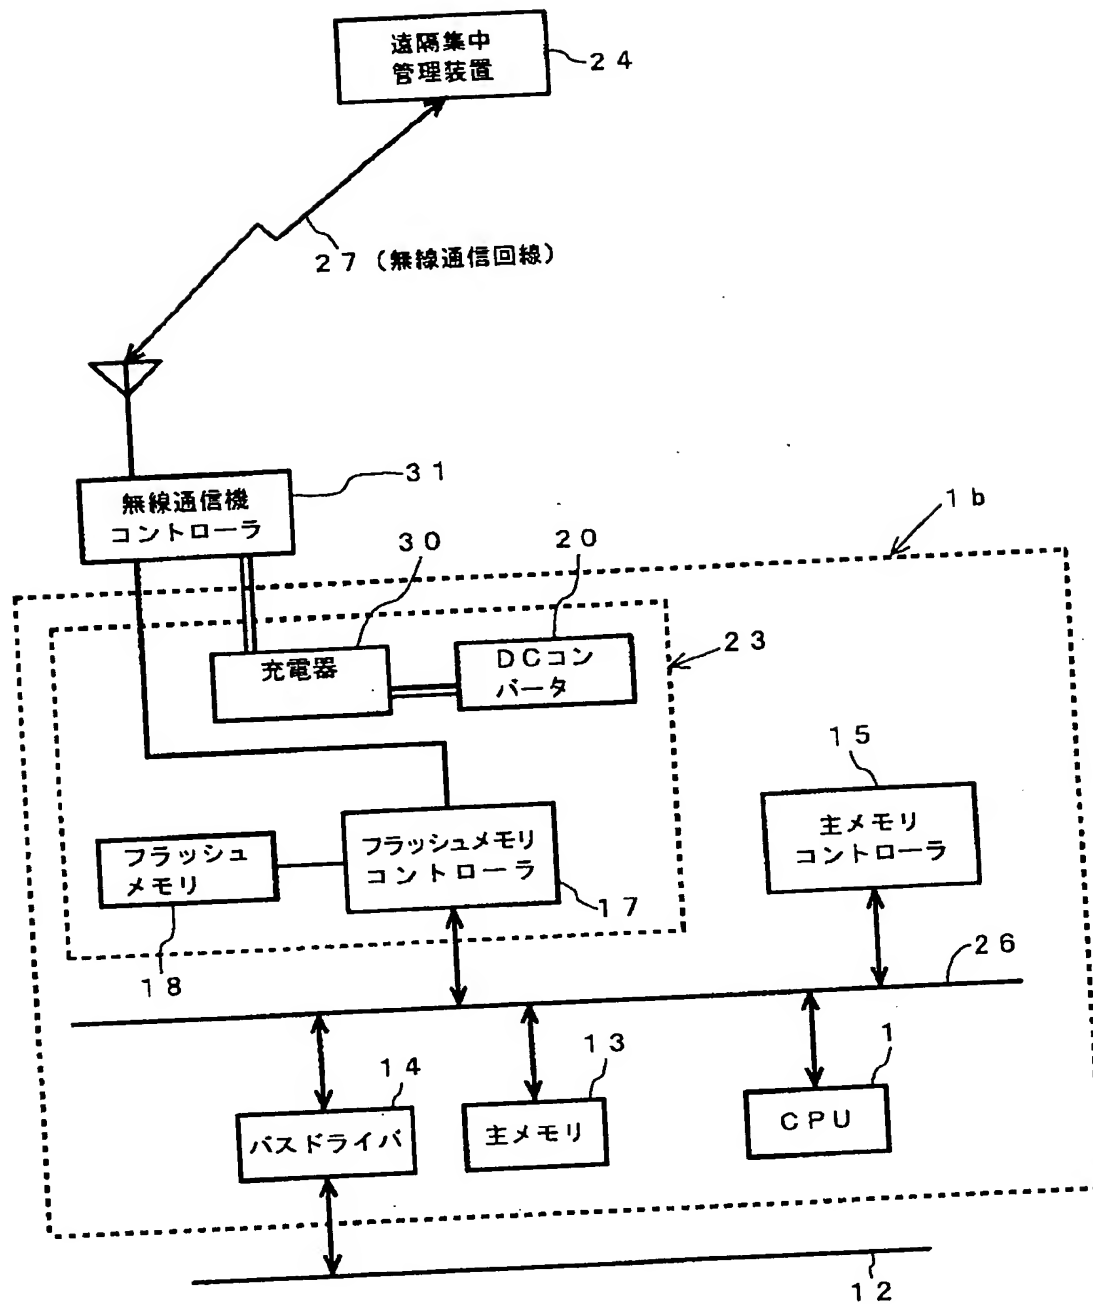 遠隔集中
管理装置
24
27(無線通信回線)
31
無線通信機
コントローラ
1b
30
20
充電器
DCコン
バータ
23
15
主メモリ
コントローラ
フラッシュ
メモリ
フラッシュメモリ
コントローラ
17
18
26
14
13
1
バスドライバ
主メモリ
CPU
12